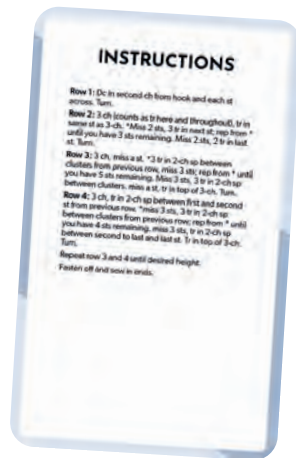 INSTRUCTIONS
Row 1: Dc in second ch from hook and each st
across. Turn.
Row 2: 3 ch (counts as tr here and throughout), tr in
same st as 3-ch. *Miss 2 sts, 3 tr in next st; rep from *
until you have 3 sts remaining. Miss 2 sts, 2 tr in last
st. Turn.
Row 3: 3 ch, miss a st, *3 tr in 2-ch sp between
clusters from previous row, miss 3 sts; rep from * until
you have 5 sts remaining. Miss 3 sts, 3 tr in 2-ch sp
between clusters, miss a st, tr in top of 3-ch. Turn.
Row 4: 3 ch, tr in 2-ch sp between first and second
st from previous row, *miss 3 sts, 3 tr in 2-ch sp
between clusters from previous row; rep from * until
you have 4 sts remaining, miss 3 sts, tr in 2-ch sp
between second to last and last st. Tr in top of 3-ch.
Turn.
Repeat row 3 and 4 until desired height.
Fasten off and sew in ends.